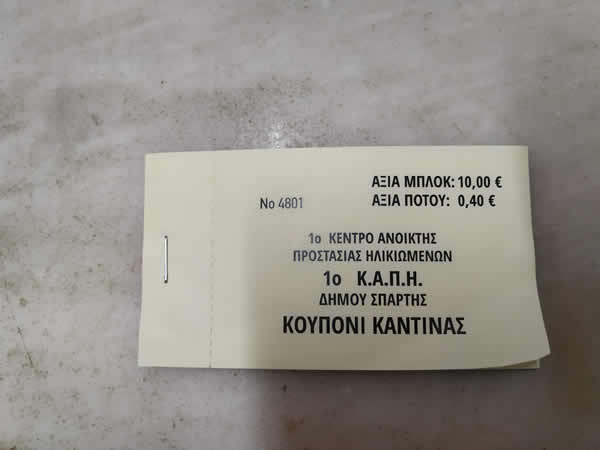 ΑΞΙΑ ΜΠΛΟΚ: 10,00 €
Νο 4801
ΑΞΙΑ ΠΟΤΟΥ: 0,40 €
1ο ΚΕΝΤΡΟ ΑΝΟΙΚΤΗΣ
ΠΡΟΣΤΑΣΙΑΣ ΗΛΙΚΙΩΜΕΝΩΝ
1ο Κ.Α.Π.Η.
ΔΗΜΟΥ ΣΠΑΡΤΗΣ
ΚΟΥΠΟΝΙ ΚΑΝΤΙΝΑΣ